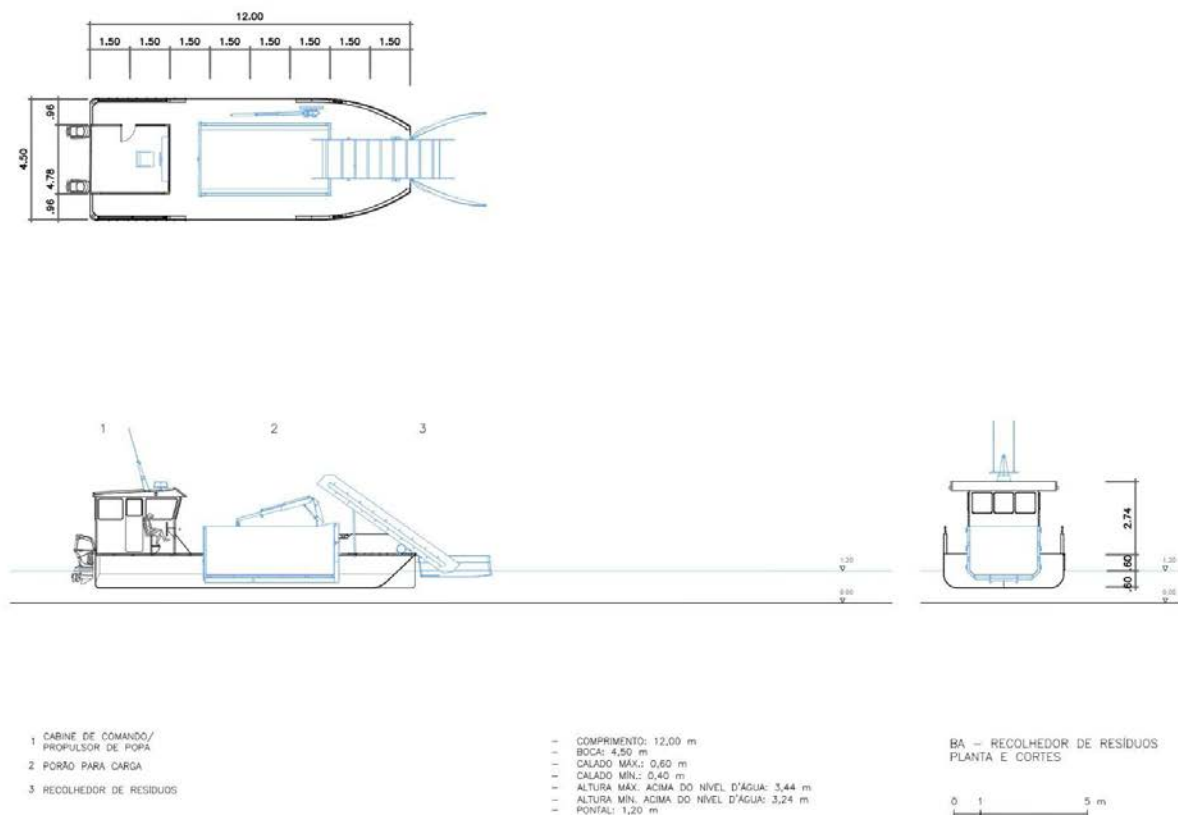 12.00
1.50 1.50 1.50 1.50 1.50 1.50 1.50 1.50
.96
4.50
4.78
.96
1 2 3
2.74
.60
.60
1.20
0.00
1.20
0.00
1 CABINE DE COMANDO/
PROPULSOR DE POPA
2 PORÃO PARA CARGA
3 RECOLHEDOR DE RESÍDUOS
– COMPRIMENTO: 12,00 m
– BOCA: 4,50 m
– CALADO MÁX.: 0,60 m
– CALADO MÍN.: 0,40 m
– ALTURA MÁX. ACIMA DO NÍVEL D'ÁGUA: 3,44 m
– ALTURA MÍN. ACIMA DO NÍVEL D'ÁGUA: 3,24 m
– PONTAL: 1,20 m
BA – RECOLHEDOR DE RESÍDUOS
PLANTA E CORTES
0 1 5 m